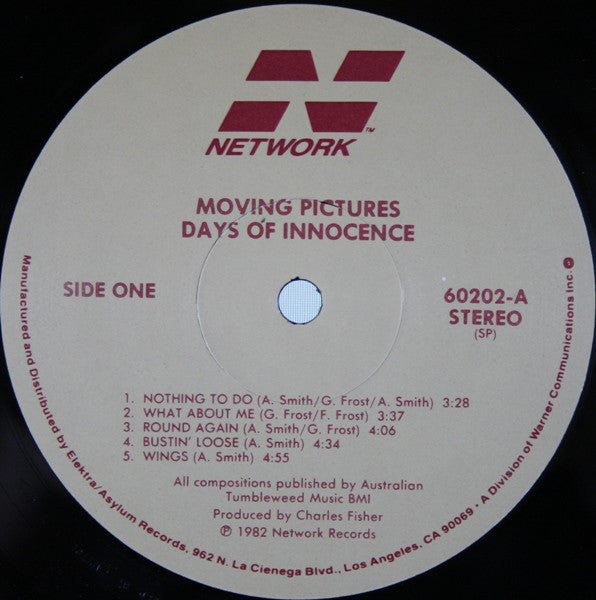 NETWORK™
MOVING PICTURES
DAYS OF INNOCENCE
SIDE ONE
60202-A
STEREO
(SP)
1. NOTHING TO DO (A. Smith/G. Frost/A. Smith) 3:28
2. WHAT ABOUT ME (G. Frost/F. Frost) 3:37
3. ROUND AGAIN (A. Smith/G. Frost) 4:06
4. BUSTIN' LOOSE (A. Smith) 4:34
5. WINGS (A. Smith) 4:55
All compositions published by Australian
Tumbleweed Music BMI
Produced by Charles Fisher
℗ 1982 Network Records
Manufactured and Distributed by Elektra/Asylum Records, 962 N. La Cienega Blvd., Los Angeles, CA 90069 • A Division of Warner Communications Inc.